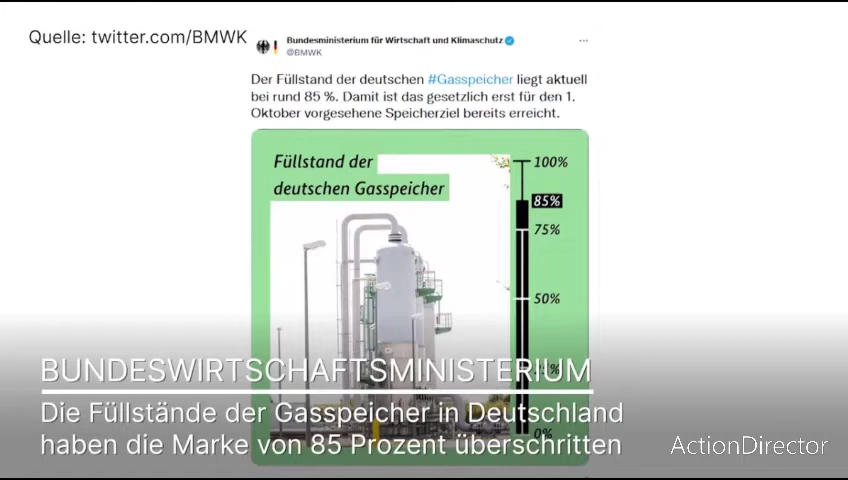 Quelle: twitter.com/BMWK
Bundesministerium für Wirtschaft und Klimaschutz
@BMWK
Der Füllstand der deutschen #Gasspeicher liegt aktuell
bei rund 85 %. Damit ist das gesetzlich erst für den 1.
Oktober vorgesehene Speicherziel bereits erreicht.
Füllstand der
deutschen Gasspeicher
100%
85%
75%
50%
0%
BUNDESWIRTSCHAFTSMINISTERIUM
Die Füllstände der Gasspeicher in Deutschland
haben die Marke von 85 Prozent überschritten
ActionDirector